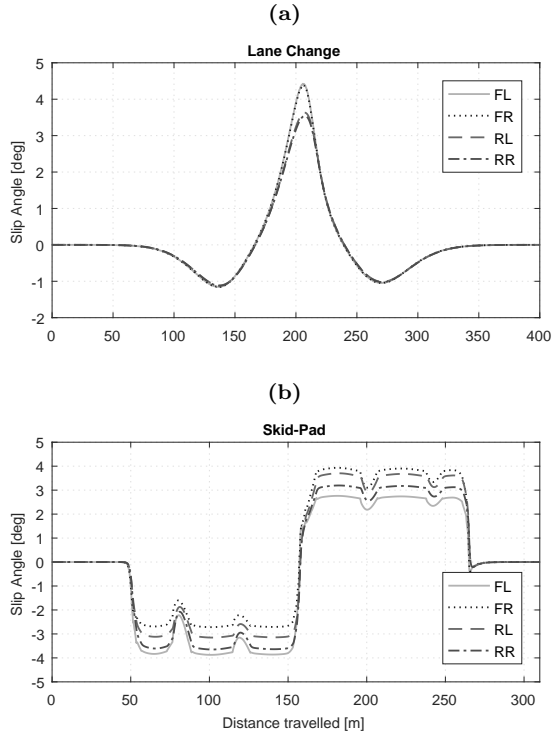 (a)
Lane Change
5
4
3
2
1
0
-1
-2
Slip Angle [deg]
FL
FR
RL
RR
0 50 100 150 200 250 300 350 400
(b)
Skid-Pad
5
4
3
2
1
0
-1
-2
-3
-4
-5
Slip Angle [deg]
FL
FR
RL
RR
0 50 100 150 200 250 300
Distance travelled [m]